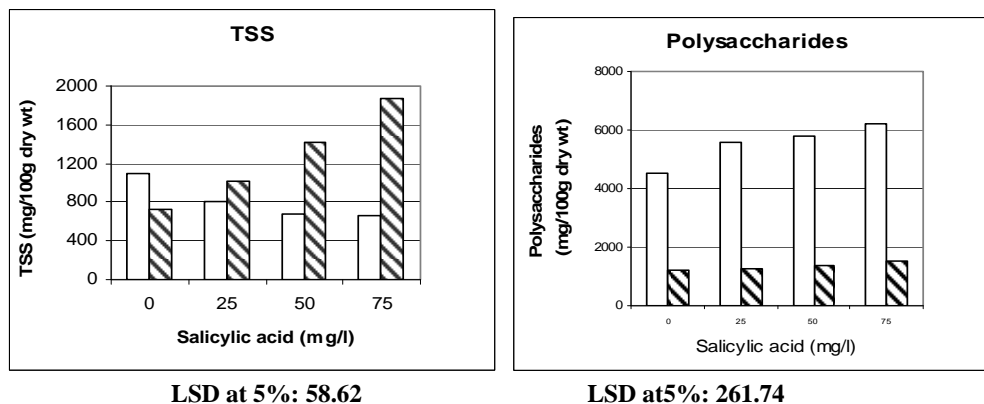 TSS
TSS (mg/100g dry wt)
2000
1600
1200
800
400
0
0 25 50 75
Salicylic acid (mg/l)
LSD at 5%: 58.62
Polysaccharides
Polysaccharides
(mg/100g dry wt)
8000
6000
4000
2000
0
0 25 50 75
Salicylic acid (mg/l)
LSD at5%: 261.74